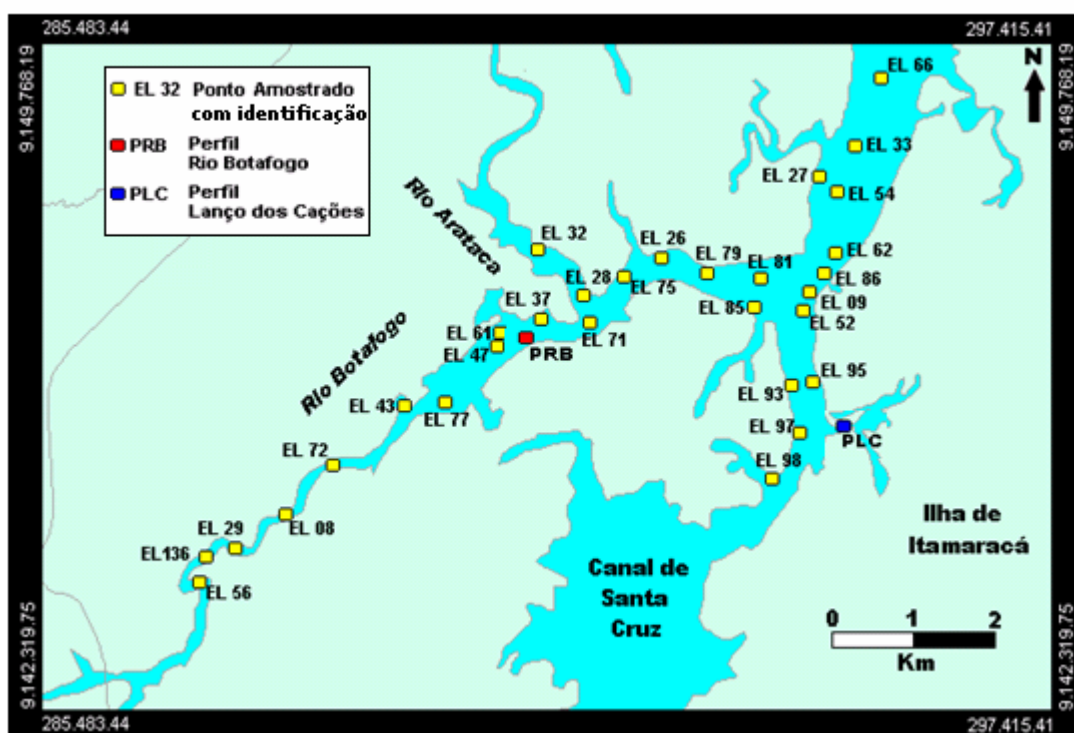 285.483.44
297.415.41
9.149.768.19
9.149.768.19
EL 32 Ponto Amostrado
com identificação
PRB Perfil
Rio Botafogo
PLC Perfil
Lanço dos Cações
N
EL 66
EL 33
EL 27
EL 54
Rio Arataca
EL 32
EL 26
EL 79
EL 81
EL 62
EL 86
EL 28
EL 75
EL 09
EL 85
EL 52
EL 37
EL 61
EL 47
PRB
EL 71
Rio Botafogo
EL 95
EL 93
EL 43
EL 77
EL 97
PLC
EL 72
EL 98
EL 08
EL 29
EL136
EL 56
Ilha de
Itamaracá
Canal de
Santa
Cruz
0 1 2
Km
9.142.319.75
9.142.319.75
285.483.44
297.415.41